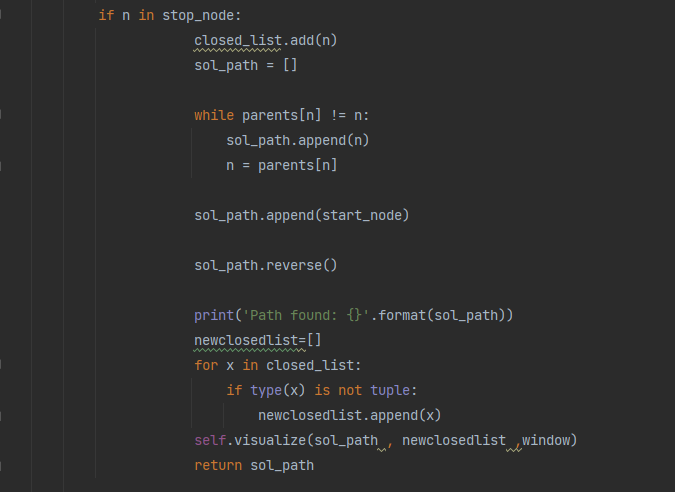 if n in stop_node:
closed_list.add(n)
sol_path = []
while parents[n] != n:
sol_path.append(n)
n = parents[n]
sol_path.append(start_node)
sol_path.reverse()
print('Path found: {}'.format(sol_path))
newclosedlist=[]
for x in closed_list:
if type(x) is not tuple:
newclosedlist.append(x)
self.visualize(sol_path , newclosedlist ,window)
return sol_path